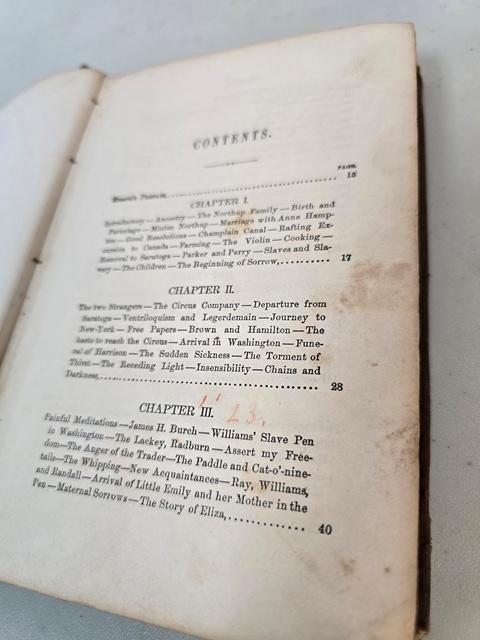 CONTENTS.
PAGE.
Editor's Preface, 15
CHAPTER I.
Introductory—Ancestry—The Northup Family—Birth and
Parentage—Mintus Northup—Marriage with Anne Hamp-
ton—Good Resolutions—Champlain Canal—Rafting Ex-
cursion to Canada—Farming—The Violin—Cooking—
Removal to Saratoga—Parker and Perry—Slaves and Sla-
very—The Children—The Beginning of Sorrow,.......... 17
CHAPTER II.
The two Strangers—The Circus Company—Departure from
Saratoga—Ventriloquism and Legerdemain—Journey to
New-York—Free Papers—Brown and Hamilton—The
haste to reach the Circus—Arrival in Washington—Fune-
ral of Harrison—The Sudden Sickness—The Torment of
Thirst—The Receding Light—Insensibility—Chains and
Darkness,.......................................... 28
23.
CHAPTER III.
Painful Meditations—James H. Burch—Williams' Slave Pen
in Washington—The Lackey, Radburn—Assert my Free-
dom—The Anger of the Trader—The Paddle and Cat-o'-nine-
tails—The Whipping—New Acquaintances—Ray, Williams,
and Randall—Arrival of Little Emily and her Mother in the
Pen—Maternal Sorrows—The Story of Eliza,............ 40